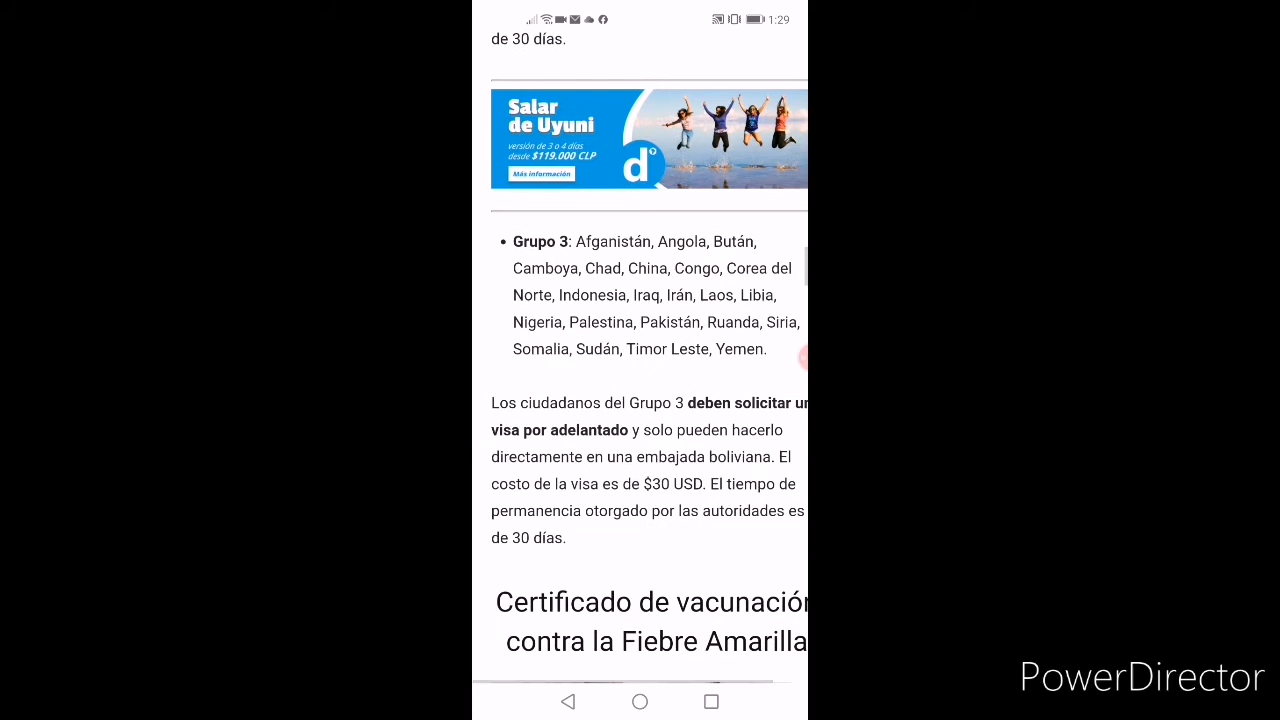 1:29
de 30 días.
Salar
de Uyuni
versión de 3 o 4 días
desde $119.000 CLP
Más información
d
• Grupo 3: Afganistán, Angola, Bután,
Camboya, Chad, China, Congo, Corea del
Norte, Indonesia, Iraq, Irán, Laos, Libia,
Nigeria, Palestina, Pakistán, Ruanda, Siria,
Somalia, Sudán, Timor Leste, Yemen.
Los ciudadanos del Grupo 3 deben solicitar un
visa por adelantado y solo pueden hacerlo
directamente en una embajada boliviana. El
costo de la visa es de $30 USD. El tiempo de
permanencia otorgado por las autoridades es
de 30 días.
Certificado de vacunación
contra la Fiebre Amarilla
PowerDirector